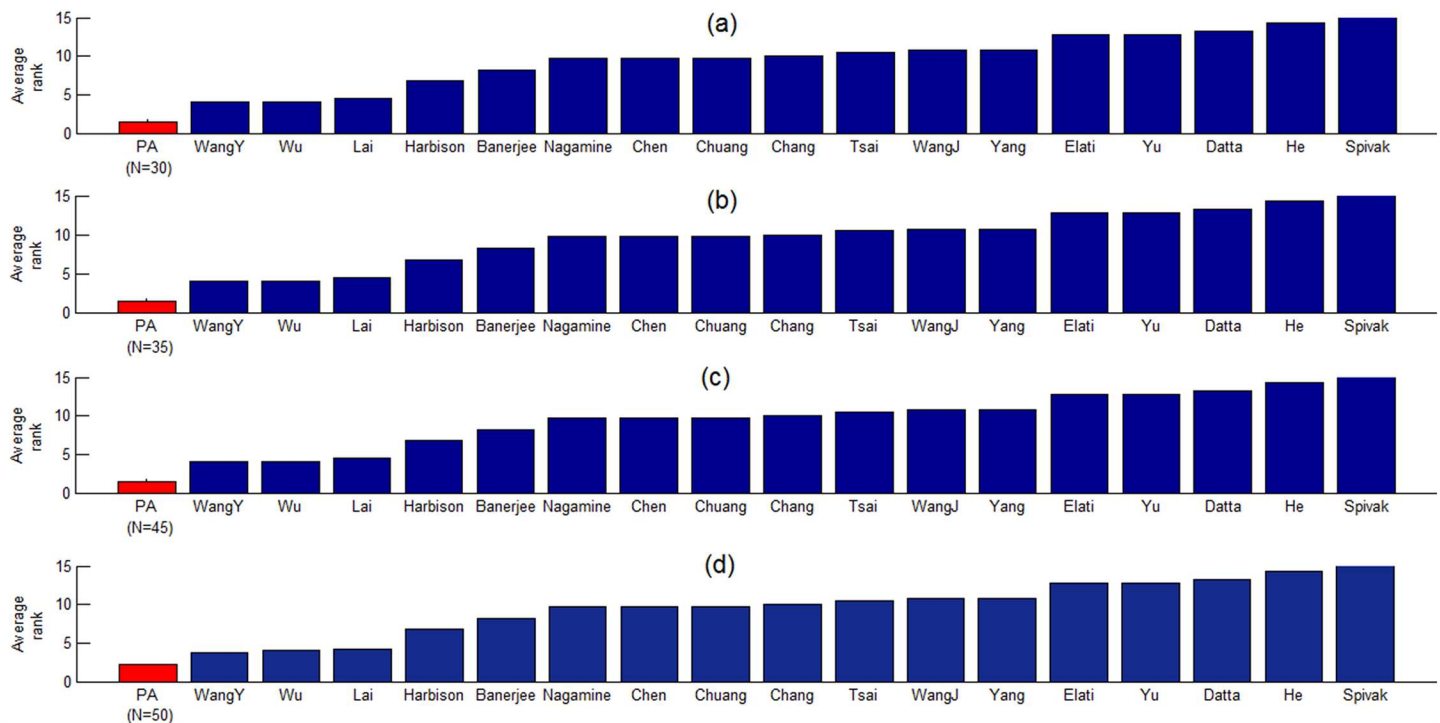 (a)
15
10
5
0
Average
rank
PA WangY Wu Lai Harbison Banerjee Nagamine Chen Chuang Chang Tsai WangJ Yang Elati Yu Datta He Spivak
(N=30)
(b)
15
10
5
0
Average
rank
PA WangY Wu Lai Harbison Banerjee Nagamine Chen Chuang Chang Tsai WangJ Yang Elati Yu Datta He Spivak
(N=35)
(c)
15
10
5
0
Average
rank
PA WangY Wu Lai Harbison Banerjee Nagamine Chen Chuang Chang Tsai WangJ Yang Elati Yu Datta He Spivak
(N=45)
(d)
15
10
5
0
Average
rank
PA WangY Wu Lai Harbison Banerjee Nagamine Chen Chuang Chang Tsai WangJ Yang Elati Yu Datta He Spivak
(N=50)